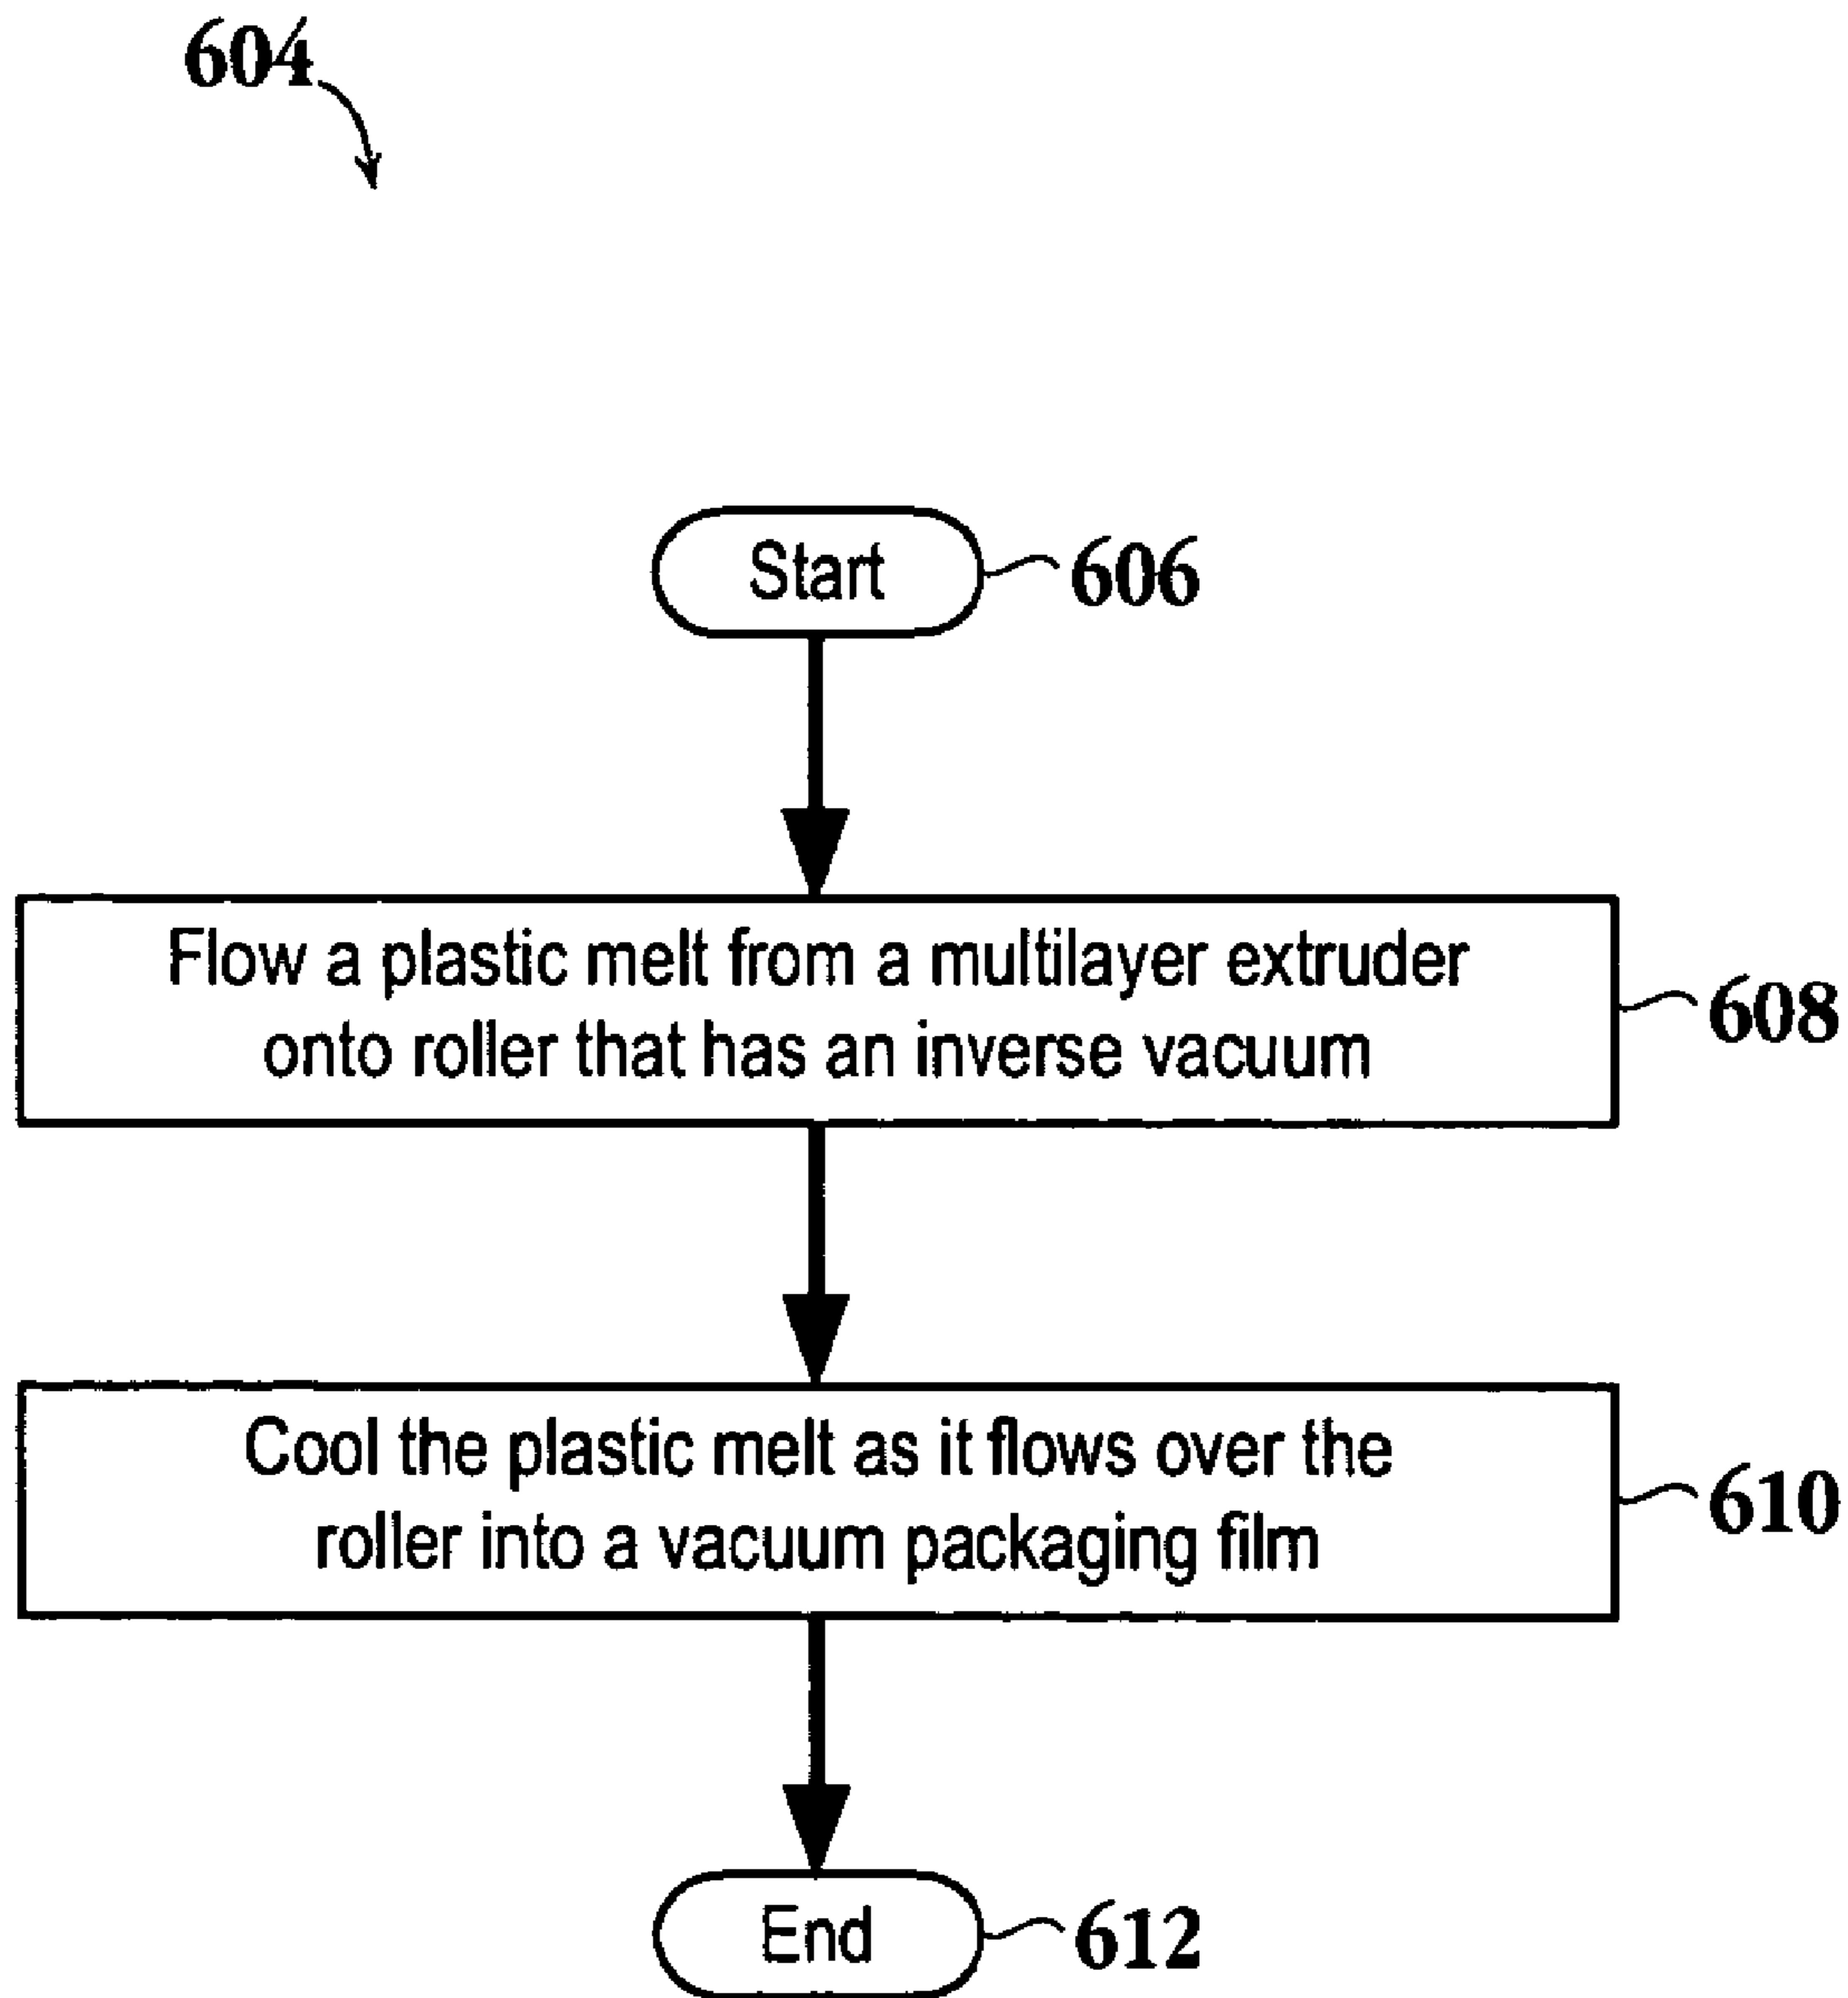 604
Start
606
Flow a plastic melt from a multilayer extruder
onto roller that has an inverse vacuum
608
Cool the plastic melt as it flows over the
roller into a vacuum packaging film
610
End
612